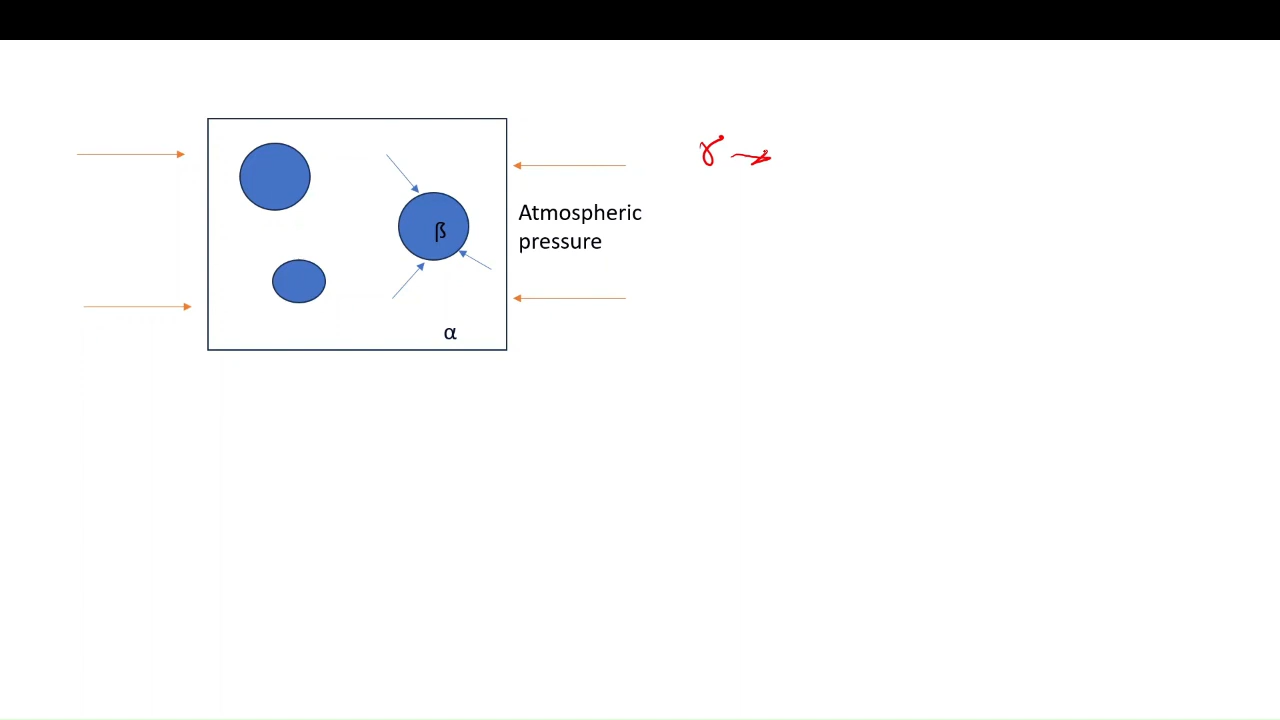 γ →
Atmospheric
pressure
β
α